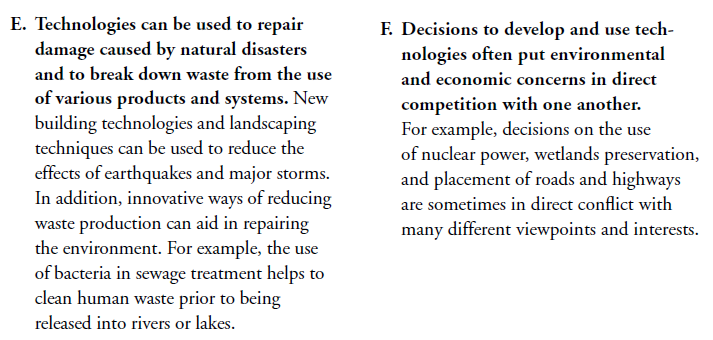 E. Technologies can be used to repair
damage caused by natural disasters
and to break down waste from the use
of various products and systems. New
building technologies and landscaping
techniques can be used to reduce the
effects of earthquakes and major storms.
In addition, innovative ways of reducing
waste production can aid in repairing
the environment. For example, the use
of bacteria in sewage treatment helps to
clean human waste prior to being
released into rivers or lakes.
F. Decisions to develop and use tech-
nologies often put environmental
and economic concerns in direct
competition with one another.
For example, decisions on the use
of nuclear power, wetlands preservation,
and placement of roads and highways
are sometimes in direct conflict with
many different viewpoints and interests.